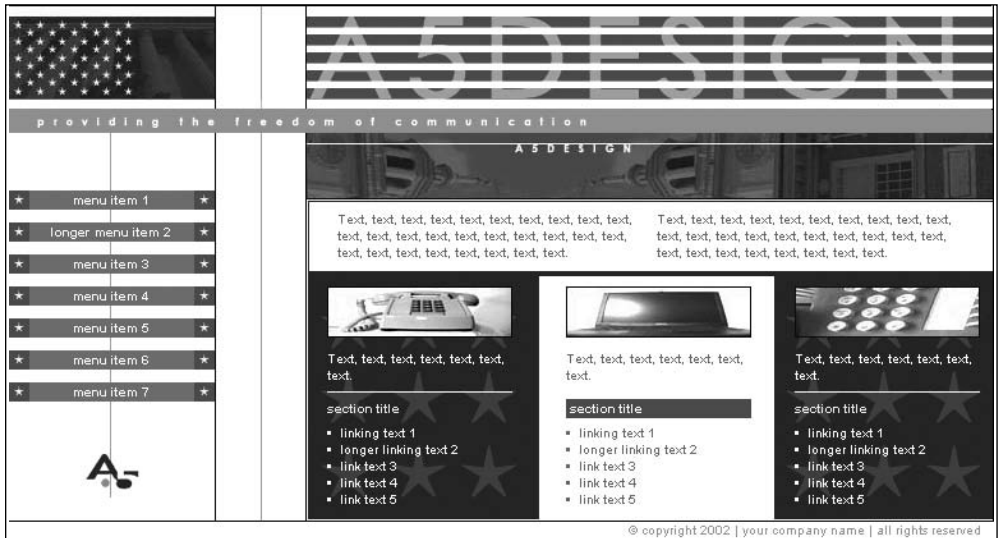 A5DESIGN
providing the freedom of communication
A5DESIGN
menu item 1
longer menu item 2
menu item 3
menu item 4
menu item 5
menu item 6
menu item 7
A5
Text, text, text, text, text, text, text, text, text, text,
text, text, text, text, text, text, text, text, text, text,
text, text, text, text, text, text, text, text.
Text, text, text, text, text, text, text, text, text, text,
text, text, text, text, text, text, text, text, text, text,
text, text, text, text, text, text, text, text.
Text, text, text, text, text, text,
text.
section title
linking text 1
longer linking text 2
link text 3
link text 4
link text 5
Text, text, text, text, text, text,
text.
section title
linking text 1
longer linking text 2
link text 3
link text 4
link text 5
Text, text, text, text, text, text,
text.
section title
linking text 1
longer linking text 2
link text 3
link text 4
link text 5
© copyright 2002 | your company name | all rights reserved